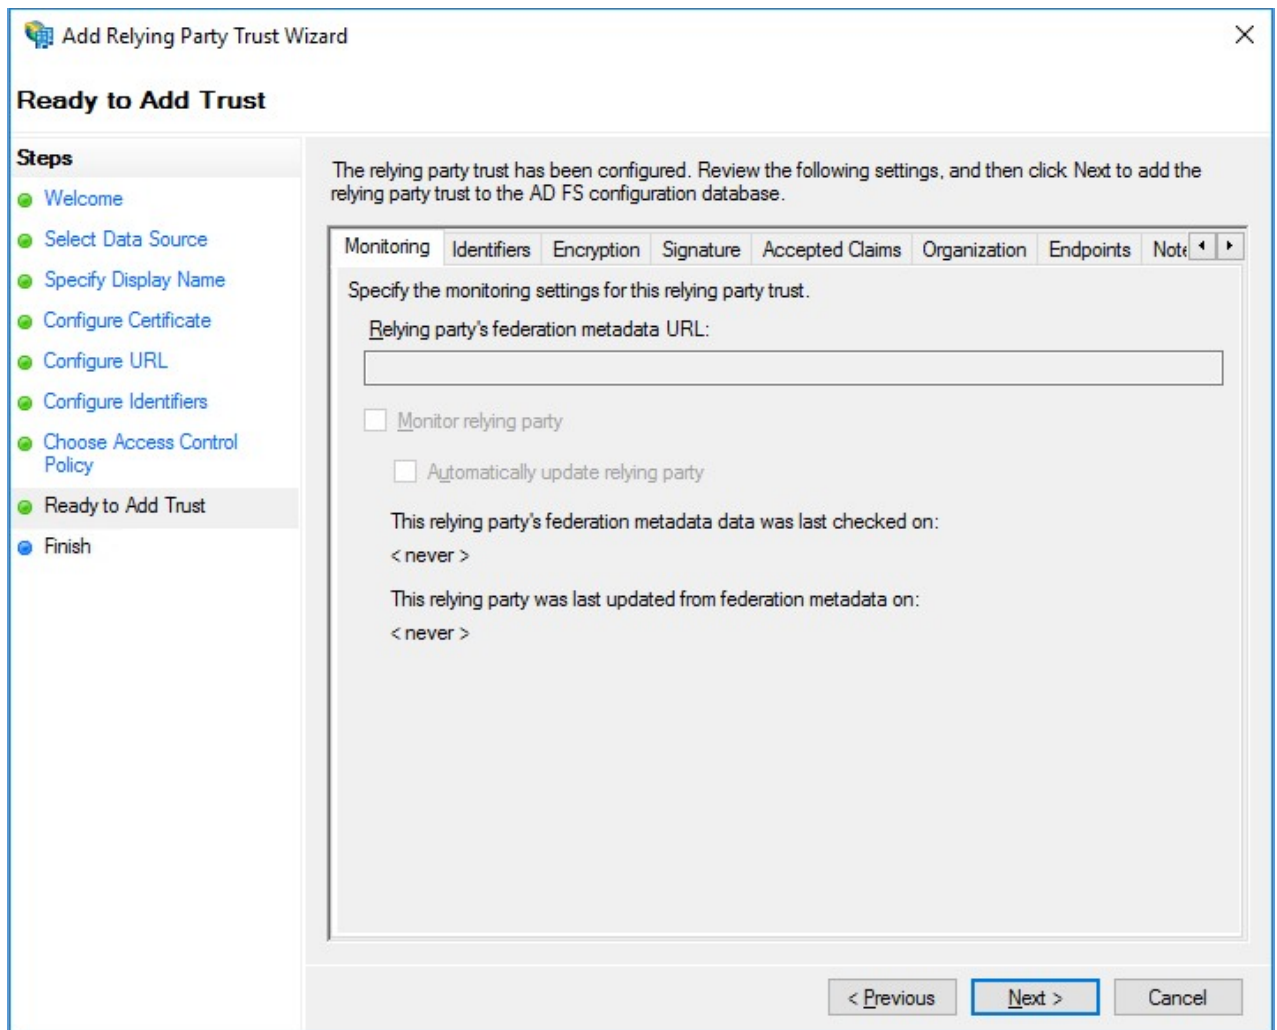 Add Relying Party Trust Wizard
Ready to Add Trust
Steps
Welcome
Select Data Source
Specify Display Name
Configure Certificate
Configure URL
Configure Identifiers
Choose Access Control
Policy
Ready to Add Trust
Finish
The relying party trust has been configured. Review the following settings, and then click Next to add the
relying party trust to the AD FS configuration database.
Monitoring Identifiers Encryption Signature Accepted Claims Organization Endpoints Note
Specify the monitoring settings for this relying party trust.
Relying party's federation metadata URL:
Monitor relying party
Automatically update relying party
This relying party's federation metadata data was last checked on:
< never >
This relying party was last updated from federation metadata on:
< never >
< Previous Next > Cancel